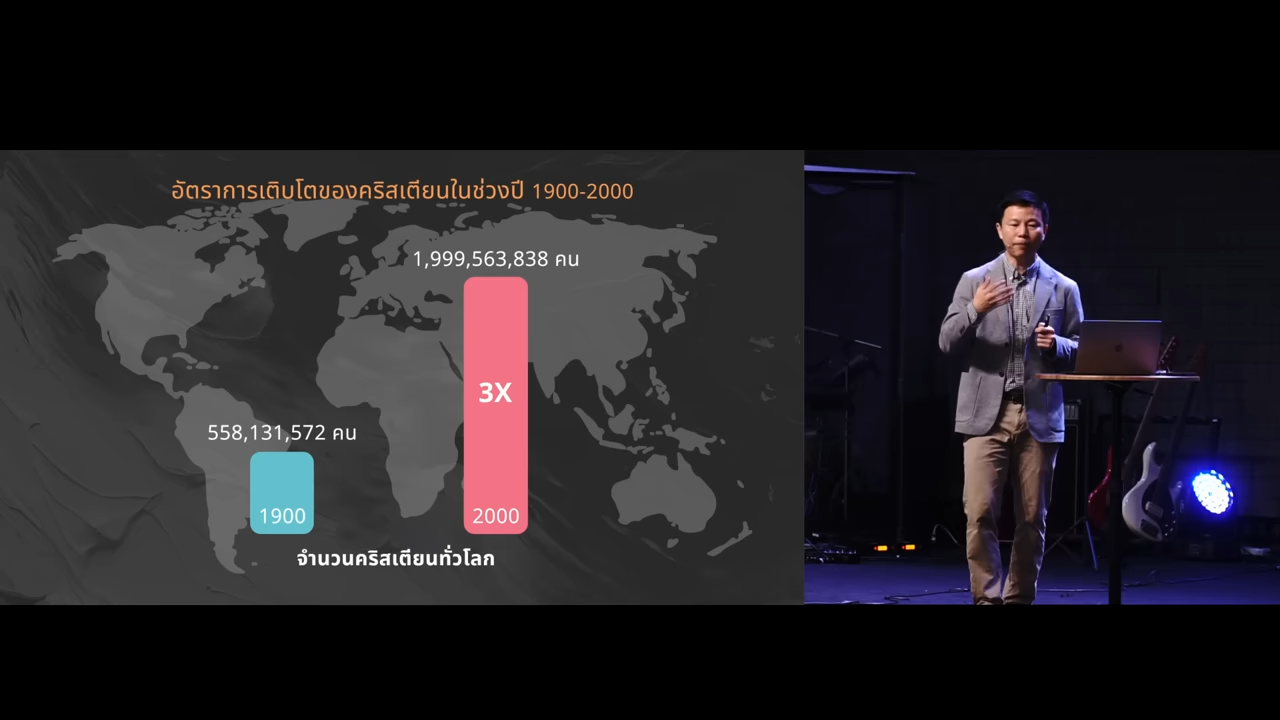 อัตราการเติบโตของคริสเตียนในช่วงปี 1900-2000
1,999,563,838 คน
3X
558,131,572 คน
1900
2000
จำนวนคริสเตียนทั่วโลก